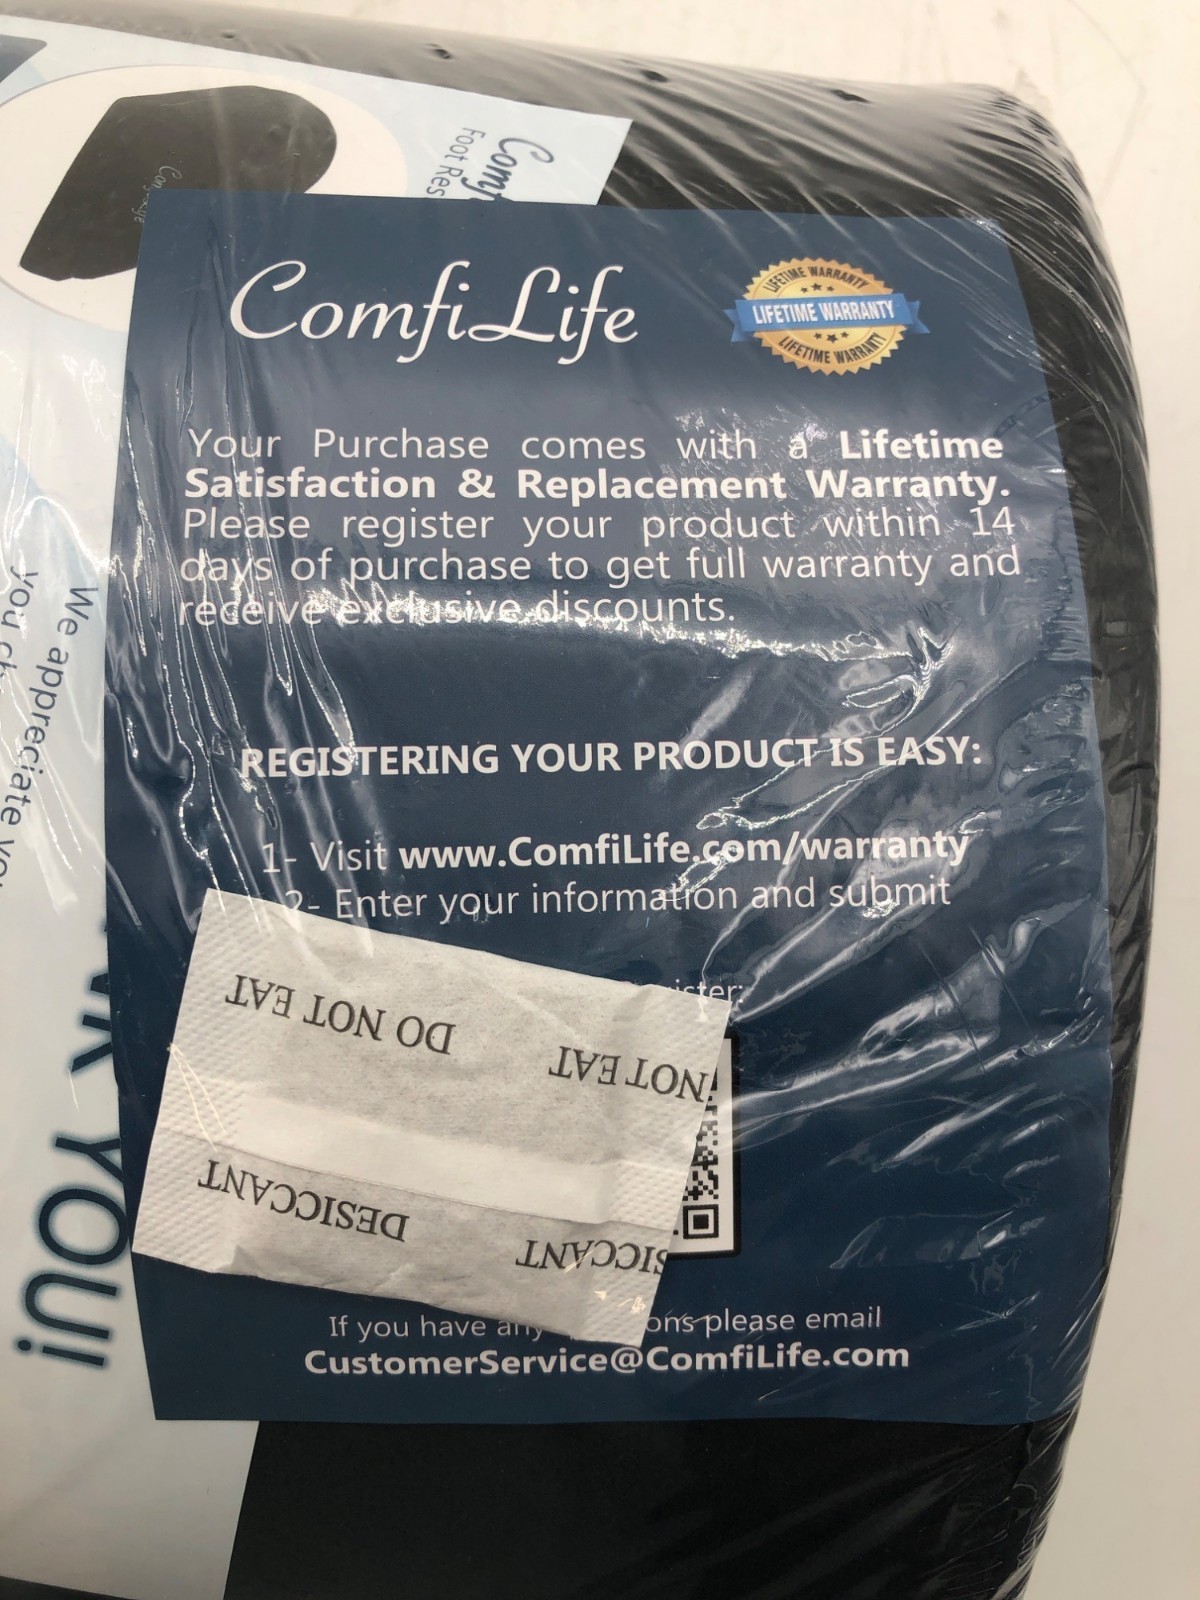 Foot
ComfiLife
LIFETIME WARRANTY
LIFETIME WARRANTY
LIFETIME WARRANTY
Your Purchase comes with a Lifetime
Satisfaction & Replacement Warranty.
Please register your product within 14
days of purchase to get full warranty and
receive exclusive discounts.
REGISTERING YOUR PRODUCT IS EASY:
1- Visit www.ComfiLife.com/warranty
2- Enter your information and submit
DO NOT EAT
NOT EAT
DESICCANT
SICCANT
If you have any please email
CustomerService@ComfiLife.com
We appreciate
YOU!